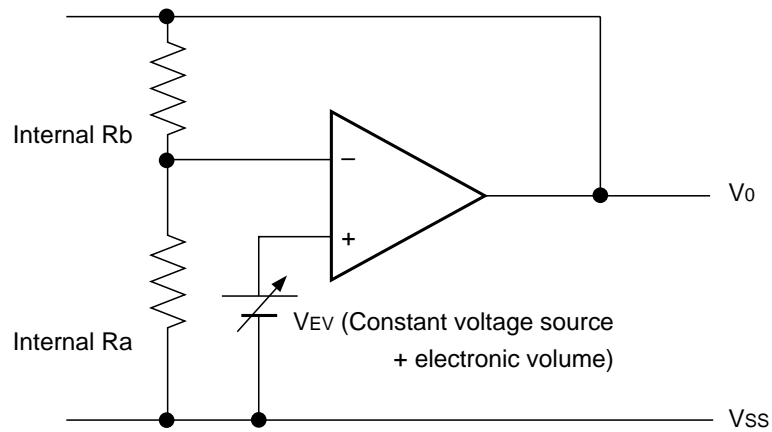 Internal Rb
−
V0
+
VEV (Constant voltage source
+ electronic volume)
Internal Ra
VSS